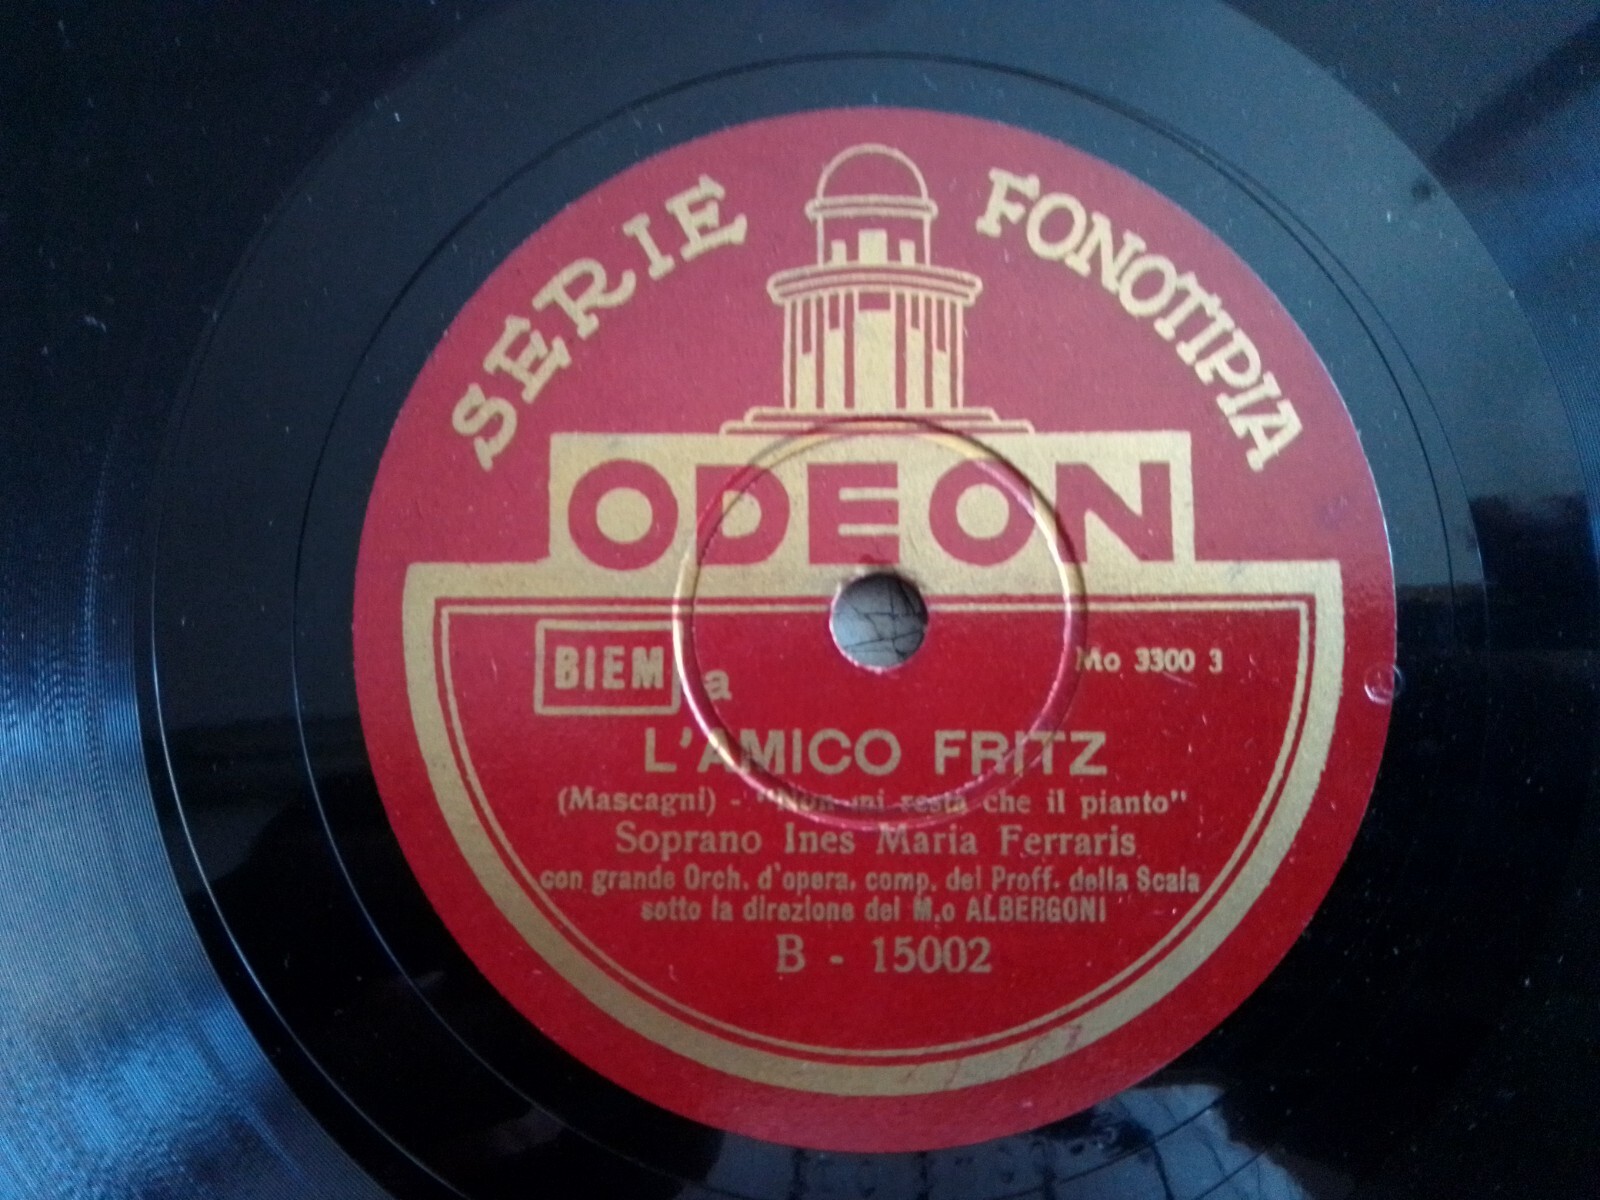 SERIE FONOTIPIA
ODEON
BIEM a
Mo 3300 3
L'AMICO FRITZ
(Mascagni) - "Non mi resta che il pianto"
Soprano Ines Maria Ferraris
con grande Orch. d'opera. comp. dei Proff. della Scala
sotto la direzione del M.o ALBERGONI
B - 15002